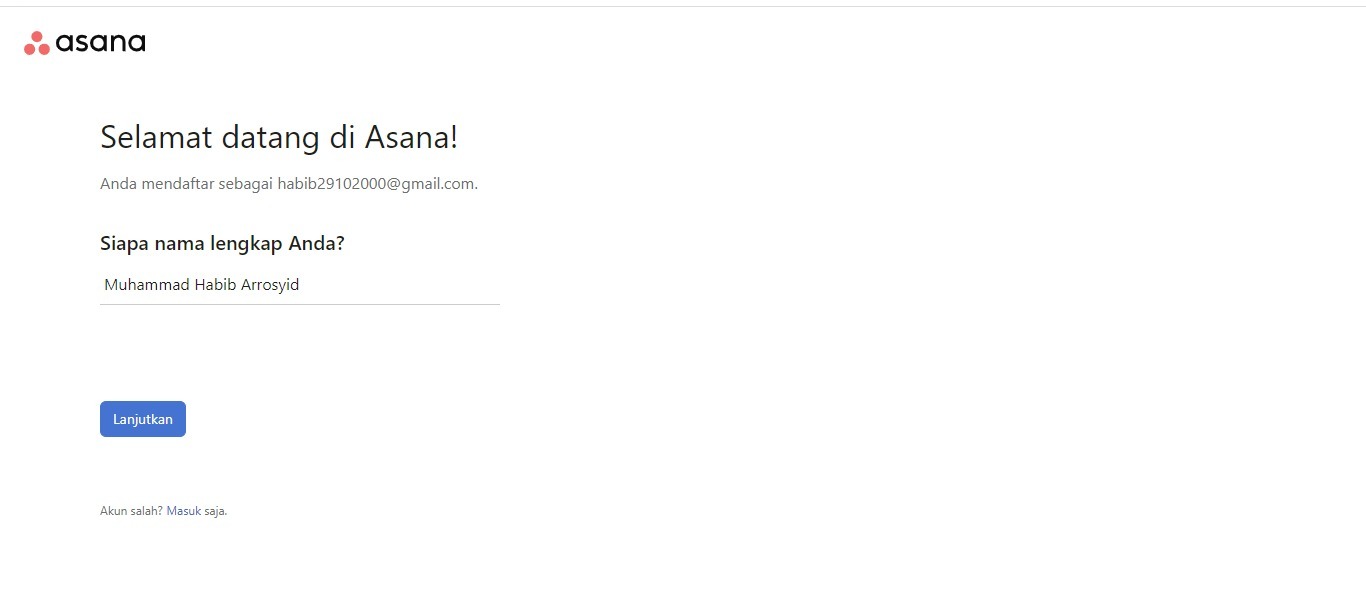 asana
Selamat datang di Asana!
Anda mendaftar sebagai habib29102000@gmail.com.
Siapa nama lengkap Anda?
Muhammad Habib Arrosyid
Lanjutkan
Akun salah? Masuk saja.